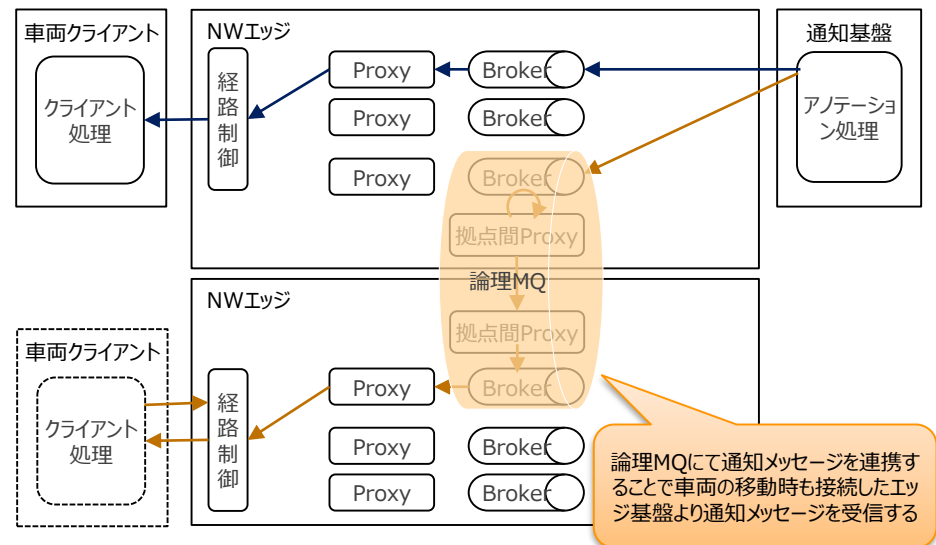 車両クライアント
クライアント
処理
NWエッジ
経
路
制
御
Proxy
Broker
Proxy
Broker
Proxy
Broker
拠点間Proxy
通知基盤
アノテーショ
ン処理
論理MQ
NWエッジ
拠点間Proxy
車両クライアント
クライアント
処理
経
路
制
御
Proxy
Broker
Proxy
Broker
Proxy
Broker
論理MQにて通知メッセージを連携す
ることで車両の移動時も接続したエッ
ジ基盤より通知メッセージを受信する